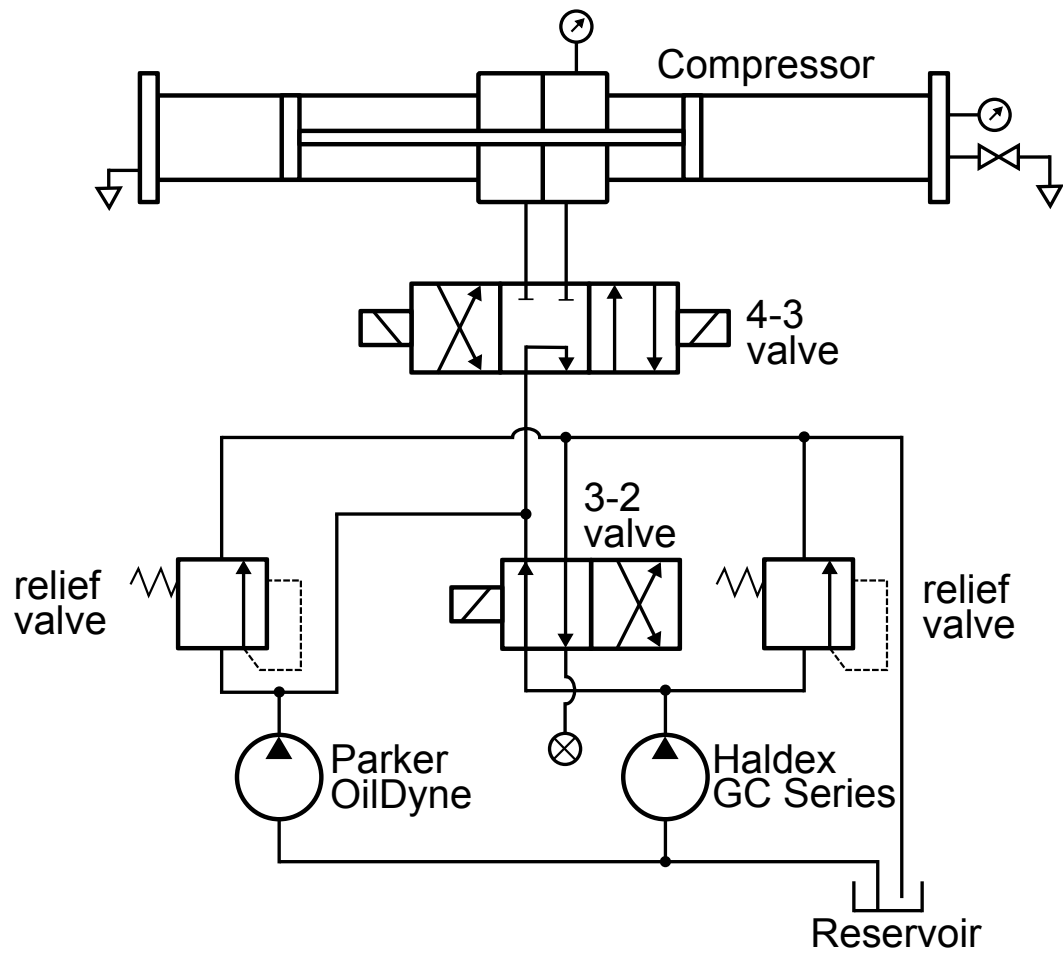 Compressor
4-3
valve
3-2
valve
relief
valve
relief
valve
Parker
OilDyne
Haldex
GC Series
Reservoir